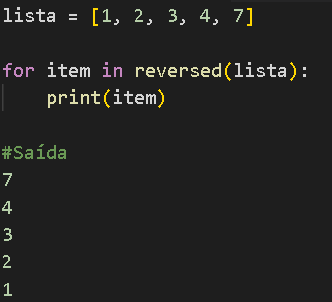 lista = [1, 2, 3, 4, 7]
for item in reversed(lista):
    print(item)
#Saída
7
4
3
2
1